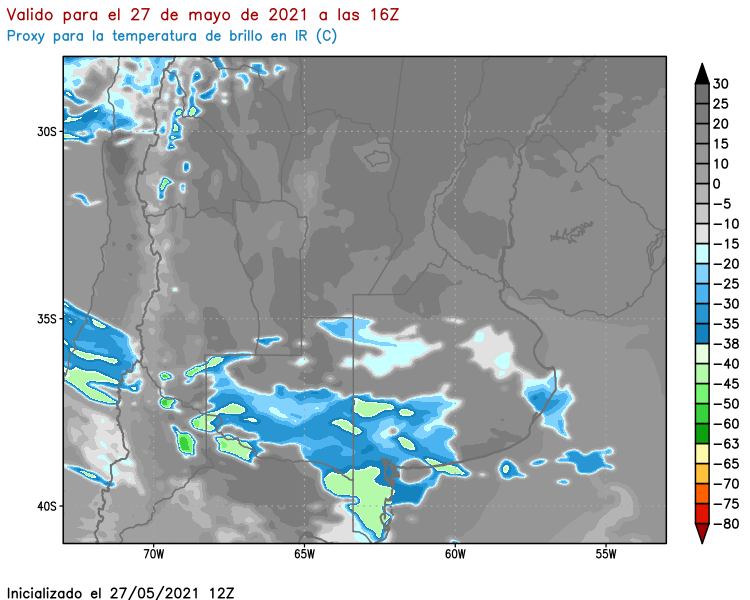 Valido para el 27 de mayo de 2021 a las 16Z
Proxy para la temperatura de brillo en IR (C)
30S
35S
40S
70W
65W
60W
55W
30
25
20
15
10
0
−5
−10
−15
−20
−25
−30
−35
−38
−40
−45
−50
−60
−63
−65
−70
−75
−80
Inicializado el 27/05/2021 12Z